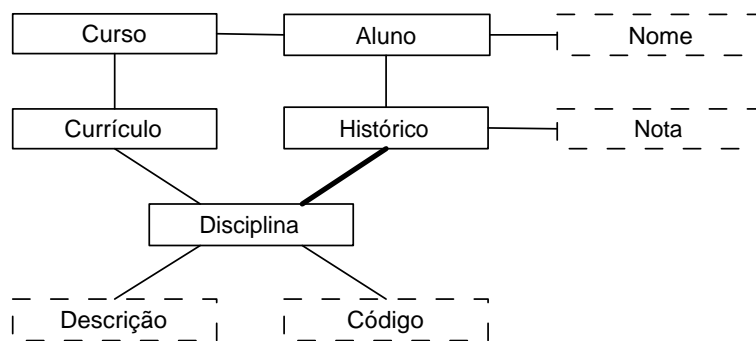 Curso
Aluno
Nome
Currículo
Histórico
Nota
Disciplina
Descrição
Código